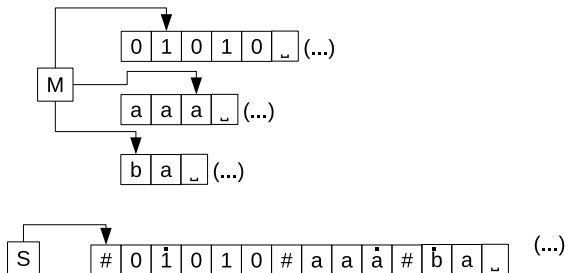 0 1 0 1 0 ␣ (...)
M
a a a ␣ (...)
b a ␣ (...)
(...)
S # 0 1̇ 0 1 0 # a a ȧ # ḃ a ␣